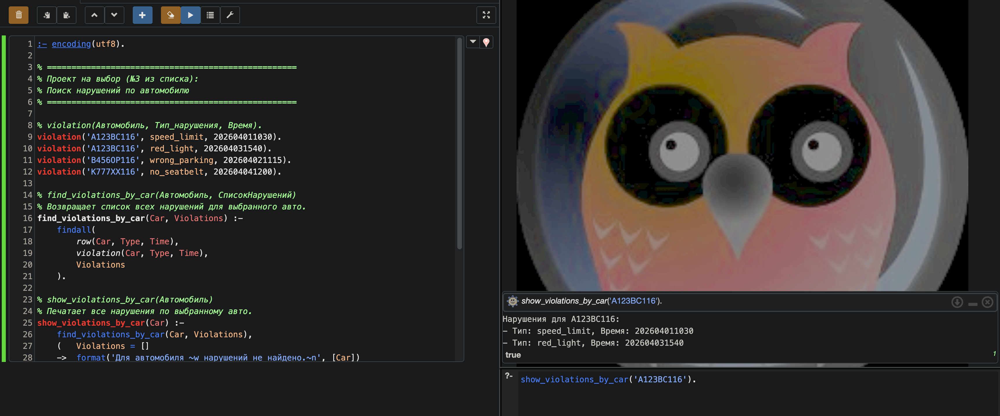 1 :- encoding(utf8).
2
3 % ===================================================
4 % Проект на выбор (№3 из списка):
5 % Поиск нарушений по автомобилю
6 % ===================================================
7
8 % violation(Автомобиль, Тип_нарушения, Время).
9 violation('A123BC116', speed_limit, 202604011030).
10 violation('A123BC116', red_light, 202604031540).
11 violation('B456OP116', wrong_parking, 202604021115).
12 violation('K777XX116', no_seatbelt, 202604041200).
13
14 % find_violations_by_car(Автомобиль, СписокНарушений)
15 % Возвращает список всех нарушений для выбранного авто.
16 find_violations_by_car(Car, Violations) :-
17 findall(
18 row(Car, Type, Time),
19 violation(Car, Type, Time),
20 Violations
21 ).
22
23 % show_violations_by_car(Автомобиль)
24 % Печатает все нарушения по выбранному авто.
25 show_violations_by_car(Car) :-
26 find_violations_by_car(Car, Violations),
27 ( Violations = []
28 -> format('Для автомобиля ~w нарушений не найдено.~n', [Car])
show_violations_by_car('A123BC116').
Нарушения для A123BC116:
- Тип: speed_limit, Время: 202604011030
- Тип: red_light, Время: 202604031540
true
1
?- show_violations_by_car('A123BC116').